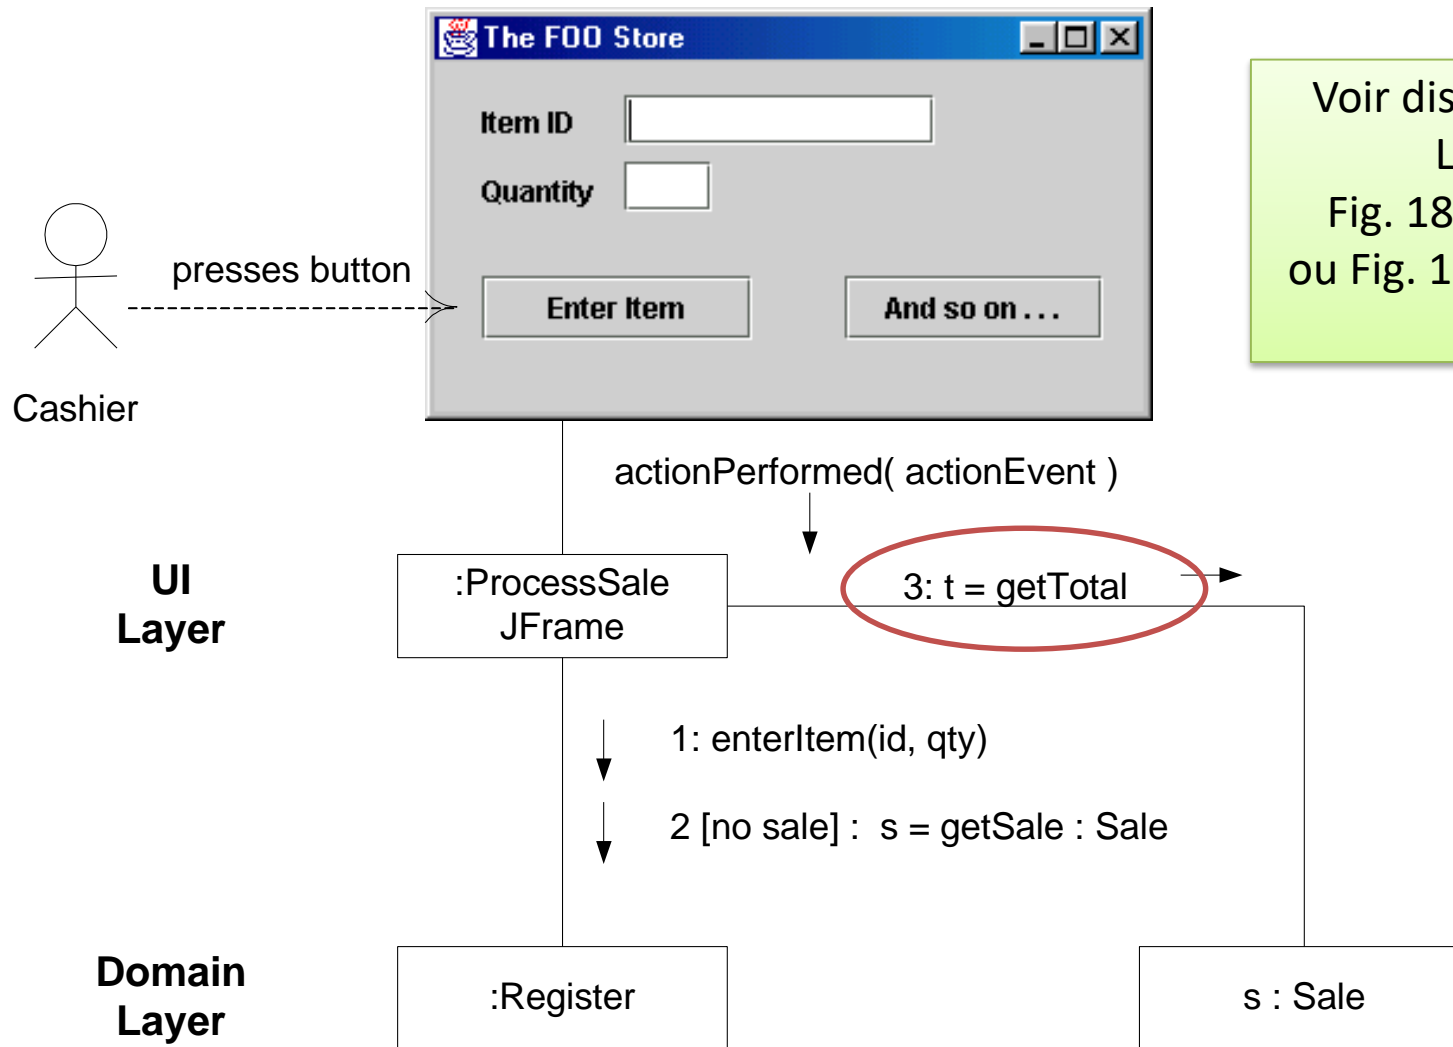 The FOO Store
Item ID
Quantity
Enter Item
And so on . . .
Voir
Fig. 18
ou Fig.
presses button
Cashier
actionPerformed( actionEvent )
UI
Layer
:ProcessSale
JFrame
3: t = getTotal
1: enterItem(id, qty)
2 [no sale] :  s = getSale : Sale
Domain
Layer
:Register
s : Sale